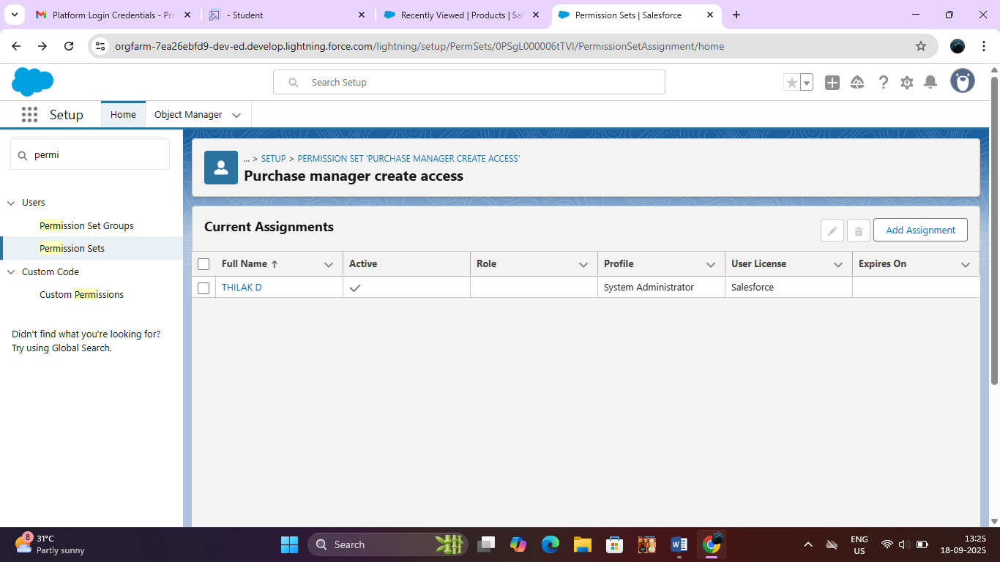 Platform Login Credentials - Pro
- Student
Recently Viewed | Products | Sal
Permission Sets | Salesforce
orgfarm-7ea26ebfd9-dev-ed.develop.lightning.force.com/lightning/setup/PermSets/0PSgL000006tTVl/PermissionSetAssignment/home
Search Setup
Setup
Home
Object Manager
permi
Users
Permission Set Groups
Permission Sets
Custom Code
Custom Permissions
Didn't find what you're looking for?
Try using Global Search.
... > SETUP > PERMISSION SET 'PURCHASE MANAGER CREATE ACCESS'
Purchase manager create access
Current Assignments
Add Assignment
Full Name Active Role Profile User License Expires On
THILAK D System Administrator Salesforce
8
31°C
Partly sunny
Search
ENG
US
13:25
18-09-2025